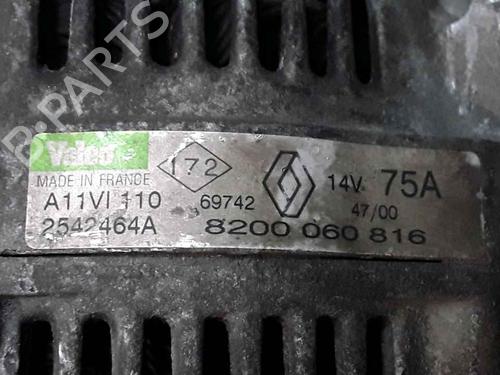 B-PARTS
Valeo
172
MADE IN FRANCE
14V 75A
A11VI 110
69742
47/00
2542464A
8200 060 816